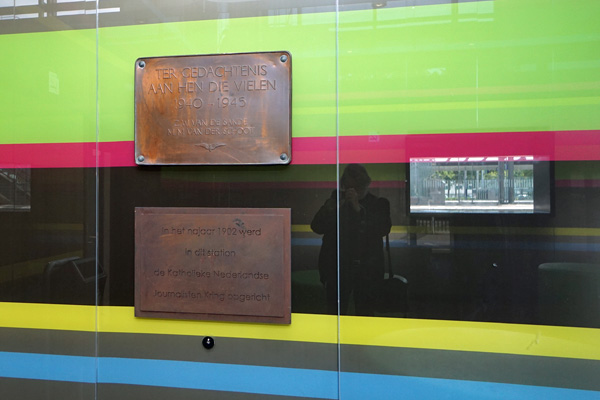 TER GEDACHTENIS
AAN HEN DIE VIELEN
1940 - 1945
In het najaar 1902 werd
in dit station
de Katholieke Nederlandse
Journalisten Kring opgericht